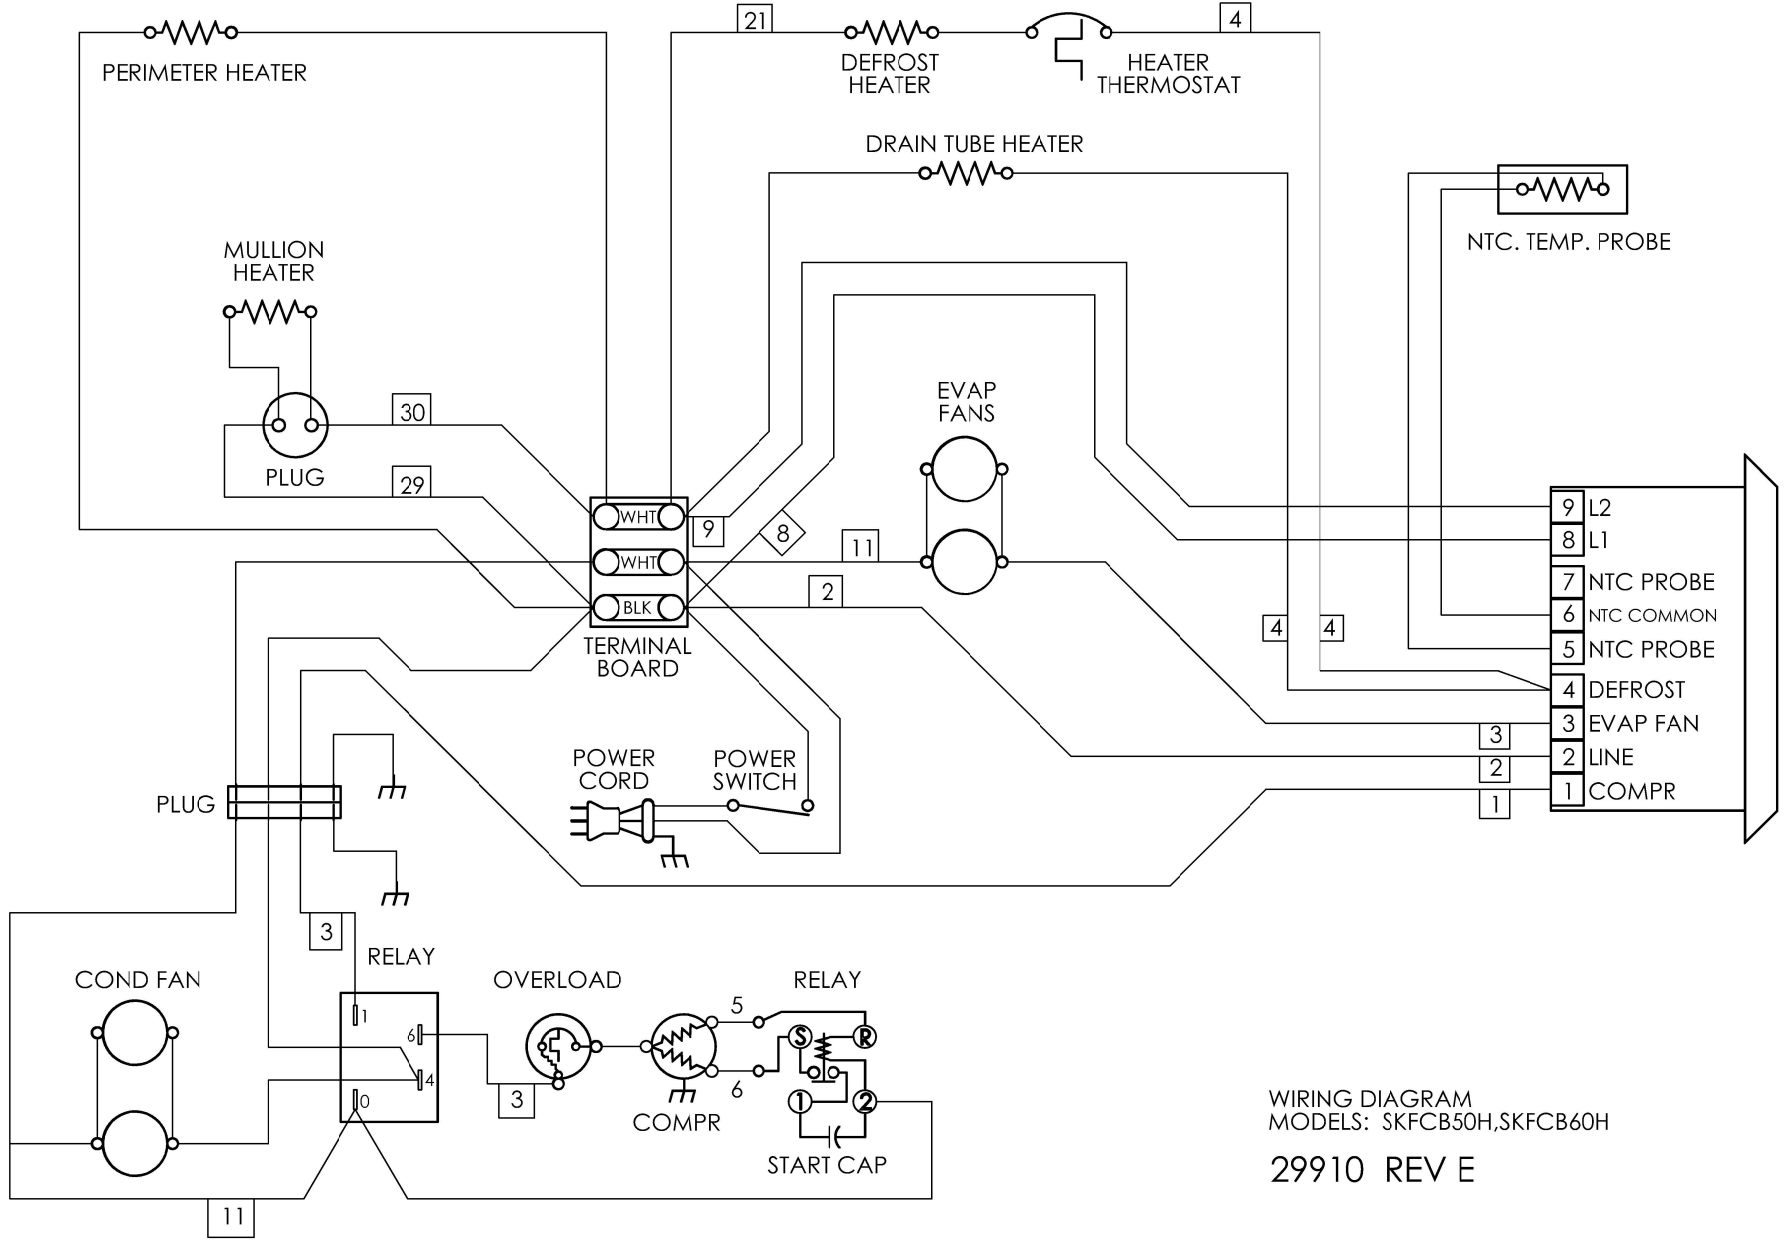 21
4
PERIMETER HEATER
DEFROST
HEATER
HEATER
THERMOSTAT
DRAIN TUBE HEATER
NTC. TEMP. PROBE
MULLION
HEATER
30
PLUG
29
EVAP
FANS
WHT
WHT
BLK
9
8
11
2
TERMINAL
BOARD
4
4
9 L2
8 L1
7 NTC PROBE
6 NTC COMMON
5 NTC PROBE
4 DEFROST
3 EVAP FAN
2 LINE
1 COMPR
3
2
1
POWER
CORD
POWER
SWITCH
PLUG
3
RELAY
COND FAN
OVERLOAD
RELAY
1
6
4
0
3
5
6
COMPR
S
R
1
2
START CAP
11
WIRING DIAGRAM
MODELS: SKFCB50H,SKFCB60H
29910 REV E